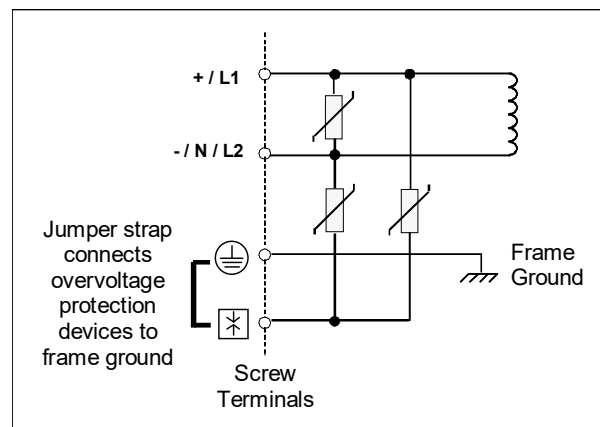 + / L1
- / N / L2
Jumper strap
connects
overvoltage
protection
devices to
frame ground
Frame
Ground
Screw
Terminals